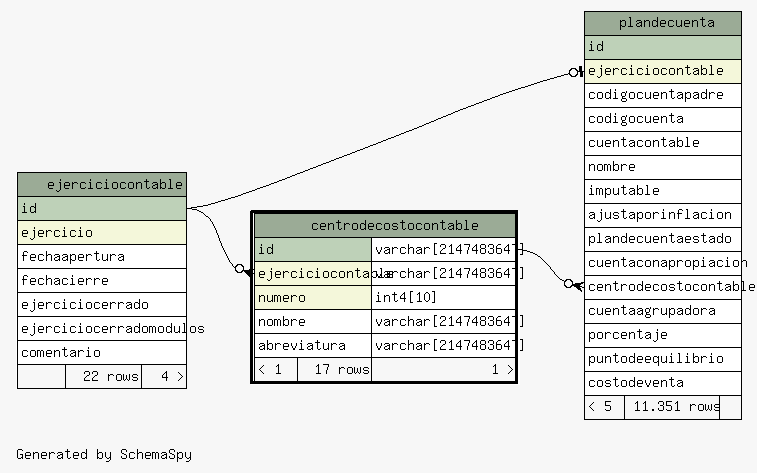 plandecuenta
id
ejerciciocontable
codigocuentapadre
codigocuenta
cuentacontable
nombre
imputable
ajustaporinflacion
plandecuentaestado
cuentaconapropiacion
centrodecostocontable
cuentaagrupadora
porcentaje
puntodeequilibrio
costodeventa
< 5 11.351 rows
ejerciciocontable
id
ejercicio
fechaapertura
fechacierre
ejerciciocerrado
ejerciciocerradomodulos
comentario
22 rows 4 >
centrodecostocontable
id varchar[2147483647]
ejerciciocontable varchar[2147483647]
numero int4[10]
nombre varchar[2147483647]
abreviatura varchar[2147483647]
< 1 17 rows 1 >
Generated by SchemaSpy